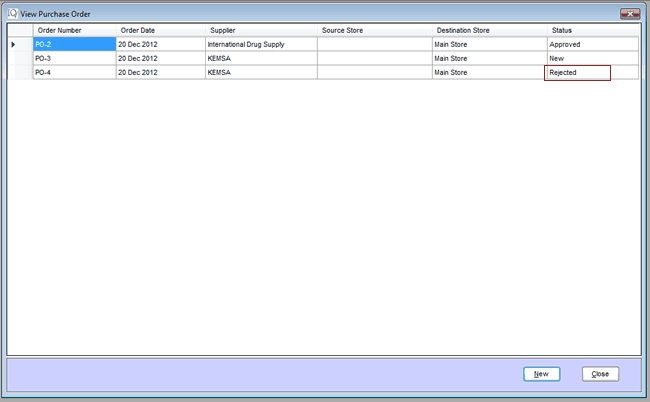 View Purchase Order
Order Number Order Date Supplier Source Store Destination Store Status
PO-2 20 Dec 2012 International Drug Supply Main Store Approved
PO-3 20 Dec 2012 KEMSA Main Store New
PO-4 20 Dec 2012 KEMSA Main Store Rejected
New Close